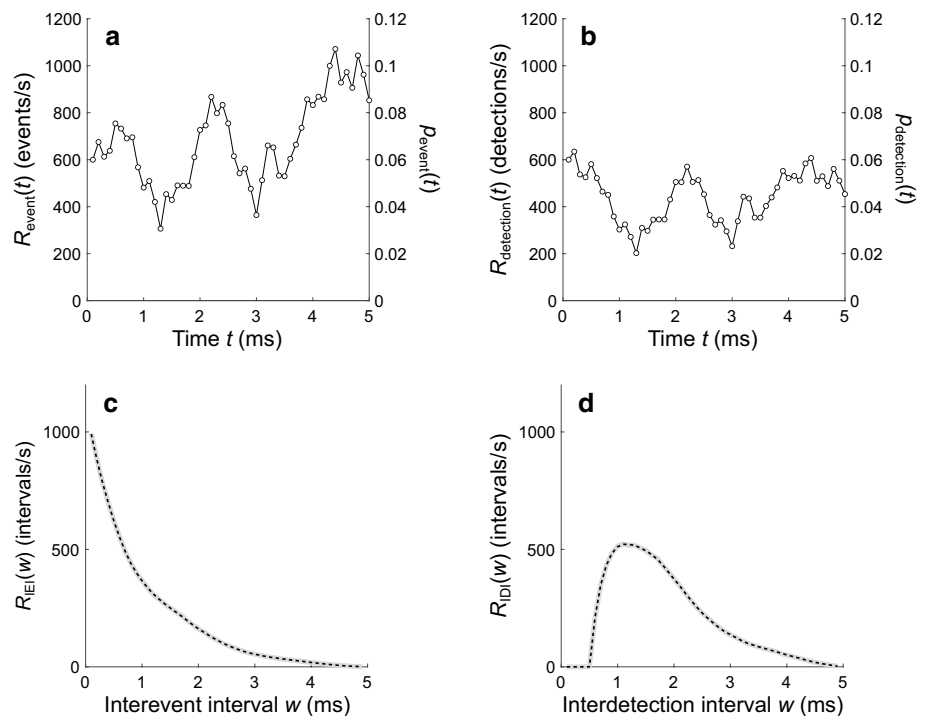 a
R_event(t) (events/s)
1200
1000
800
600
400
200
0
0.12
0.1
0.08
0.06
0.04
0.02
0
p_event(t)
0 1 2 3 4 5
Time t (ms)
b
R_detection(t) (detections/s)
1200
1000
800
600
400
200
0
0.12
0.1
0.08
0.06
0.04
0.02
0
p_detection(t)
0 1 2 3 4 5
Time t (ms)
c
R_IEI(w) (intervals/s)
1000
500
0
0 1 2 3 4 5
Interevent interval w (ms)
d
R_IDI(w) (intervals/s)
1000
500
0
0 1 2 3 4 5
Interdetection interval w (ms)